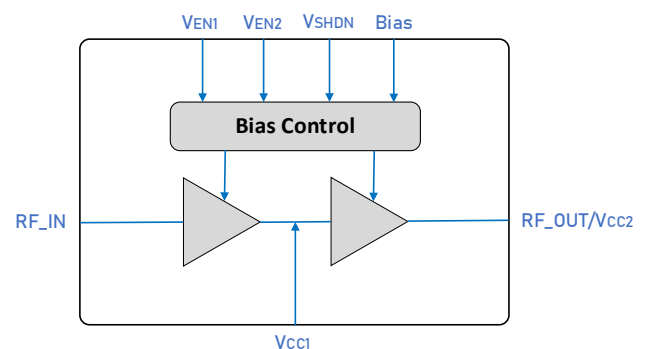 VEN1 VEN2 VSHDN Bias
Bias Control
RF_IN
RF_OUT/VCC2
VCC1